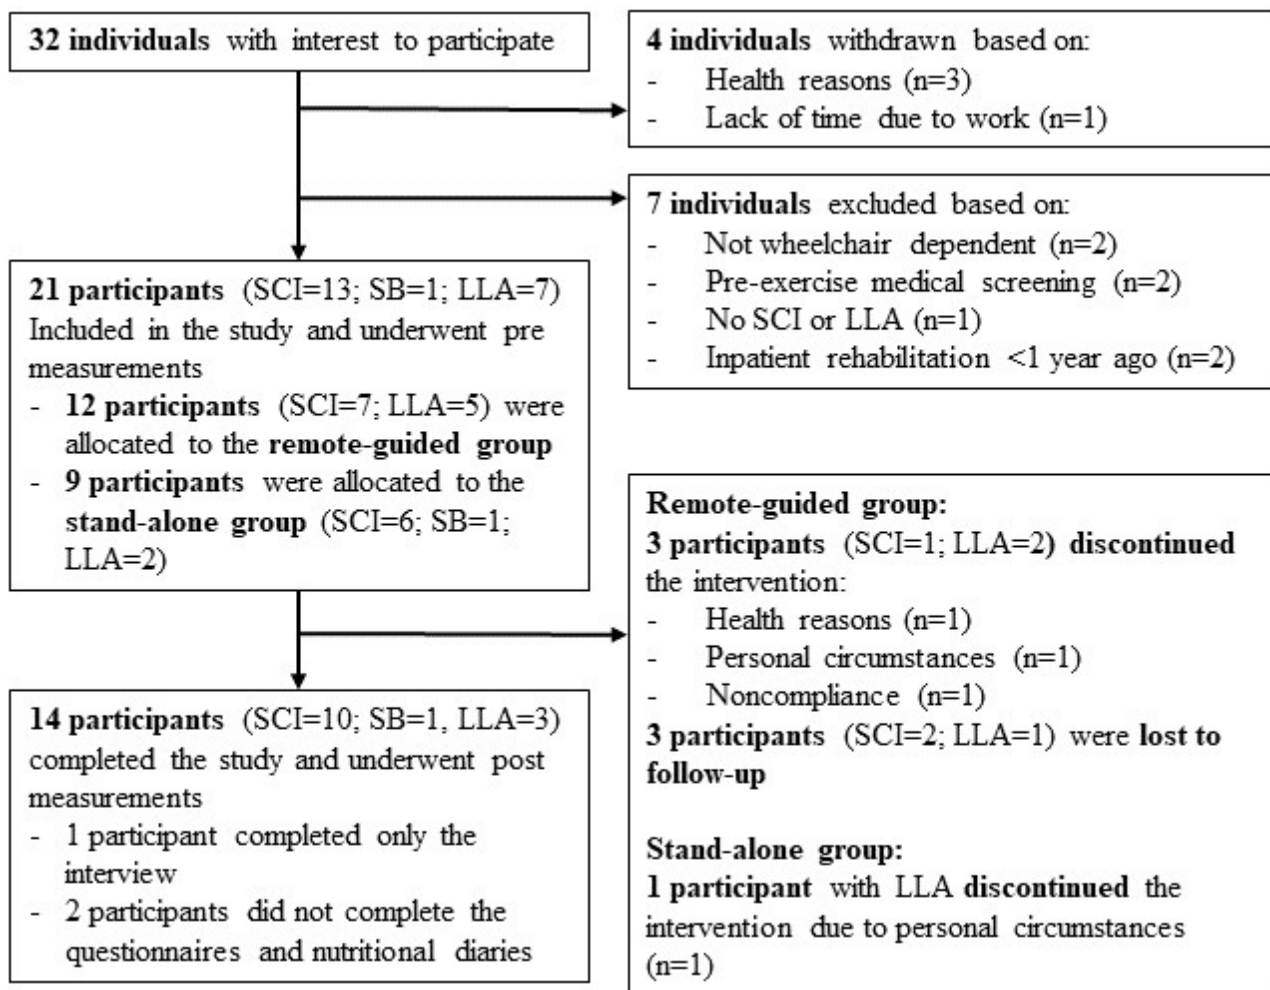 32 individuals with interest to participate
4 individuals withdrawn based on:
- Health reasons (n=3)
- Lack of time due to work (n=1)
7 individuals excluded based on:
- Not wheelchair dependent (n=2)
- Pre-exercise medical screening (n=2)
- No SCI or LLA (n=1)
- Inpatient rehabilitation <1 year ago (n=2)
21 participants (SCI=13; SB=1; LLA=7)
Included in the study and underwent pre
measurements
- 12 participants (SCI=7; LLA=5) were
allocated to the remote-guided group
- 9 participants were allocated to the
stand-alone group (SCI=6; SB=1;
LLA=2)
Remote-guided group:
3 participants (SCI=1; LLA=2) discontinued
the intervention:
- Health reasons (n=1)
- Personal circumstances (n=1)
- Noncompliance (n=1)
3 participants (SCI=2; LLA=1) were lost to
follow-up
Stand-alone group:
1 participant with LLA discontinued the
intervention due to personal circumstances
(n=1)
14 participants (SCI=10; SB=1, LLA=3)
completed the study and underwent post
measurements
- 1 participant completed only the
interview
- 2 participants did not complete the
questionnaires and nutritional diaries